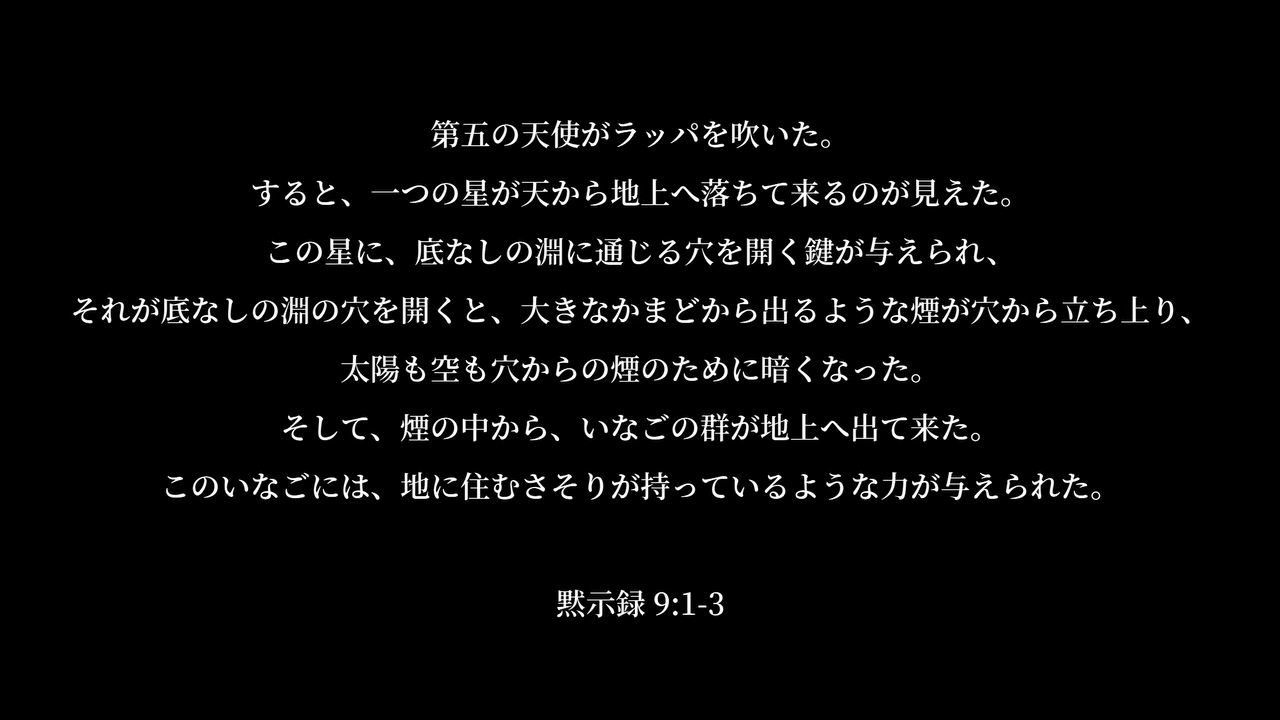 第五の天使がラッパを吹いた。
すると、一つの星が天から地上へ落ちて来るのが見えた。
この星に、底なしの淵に通じる穴を開く鍵が与えられ、
それが底なしの淵の穴を開くと、大きなかまどから出るような煙が穴から立ち上り、
太陽も空も穴からの煙のために暗くなった。
そして、煙の中から、いなごの群が地上へ出て来た。
このいなごには、地に住むさそりが持っているような力が与えられた。
黙示録 9:1-3